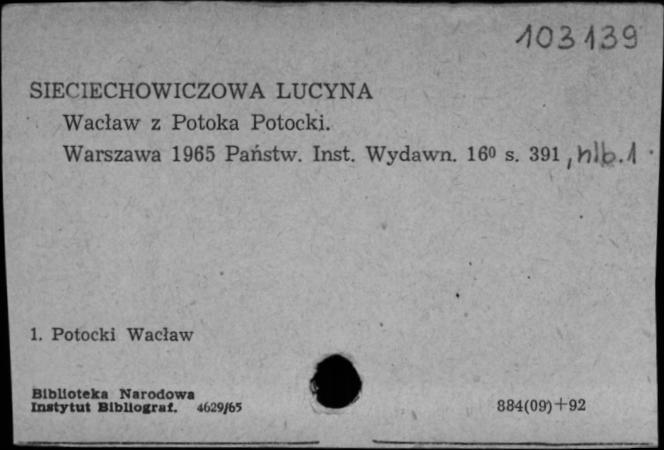 103139
SIECIECHOWICZOWA LUCYNA
Wacław z Potoka Potocki.
Warszawa 1965 Państw. Inst. Wydawn. 16⁰ s. 391, nlb. 1
1. Potocki Wacław
Biblioteka Narodowa
Instytut Bibliograf. 4629/65
884(09)+92